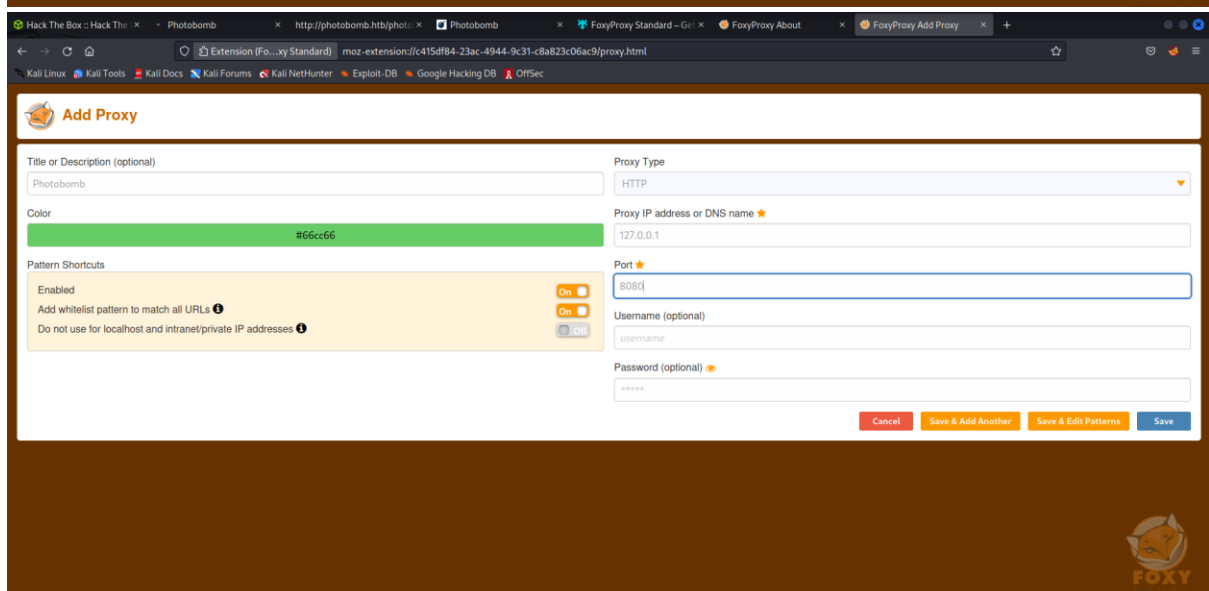 Hack The Box :: Hack The
Photobomb
http://photobomb.htb/photo
Photobomb
FoxyProxy Standard – Get
FoxyProxy About
FoxyProxy Add Proxy
Extension (Fo...xy Standard) moz-extension://c415df84-23ac-4944-9c31-c8a823c06ac9/proxy.html
Kali Linux Kali Tools Kali Docs Kali Forums Kali NetHunter Exploit-DB Google Hacking DB OffSec
Add Proxy
Title or Description (optional)
Photobomb
Color
#66cc66
Pattern Shortcuts
Enabled On
Add whitelist pattern to match all URLs On
Do not use for localhost and intranet/private IP addresses Off
Proxy Type
HTTP
Proxy IP address or DNS name
127.0.0.1
Port
8080
Username (optional)
username
Password (optional)
*****
Cancel Save & Add Another Save & Edit Patterns Save
FOXY